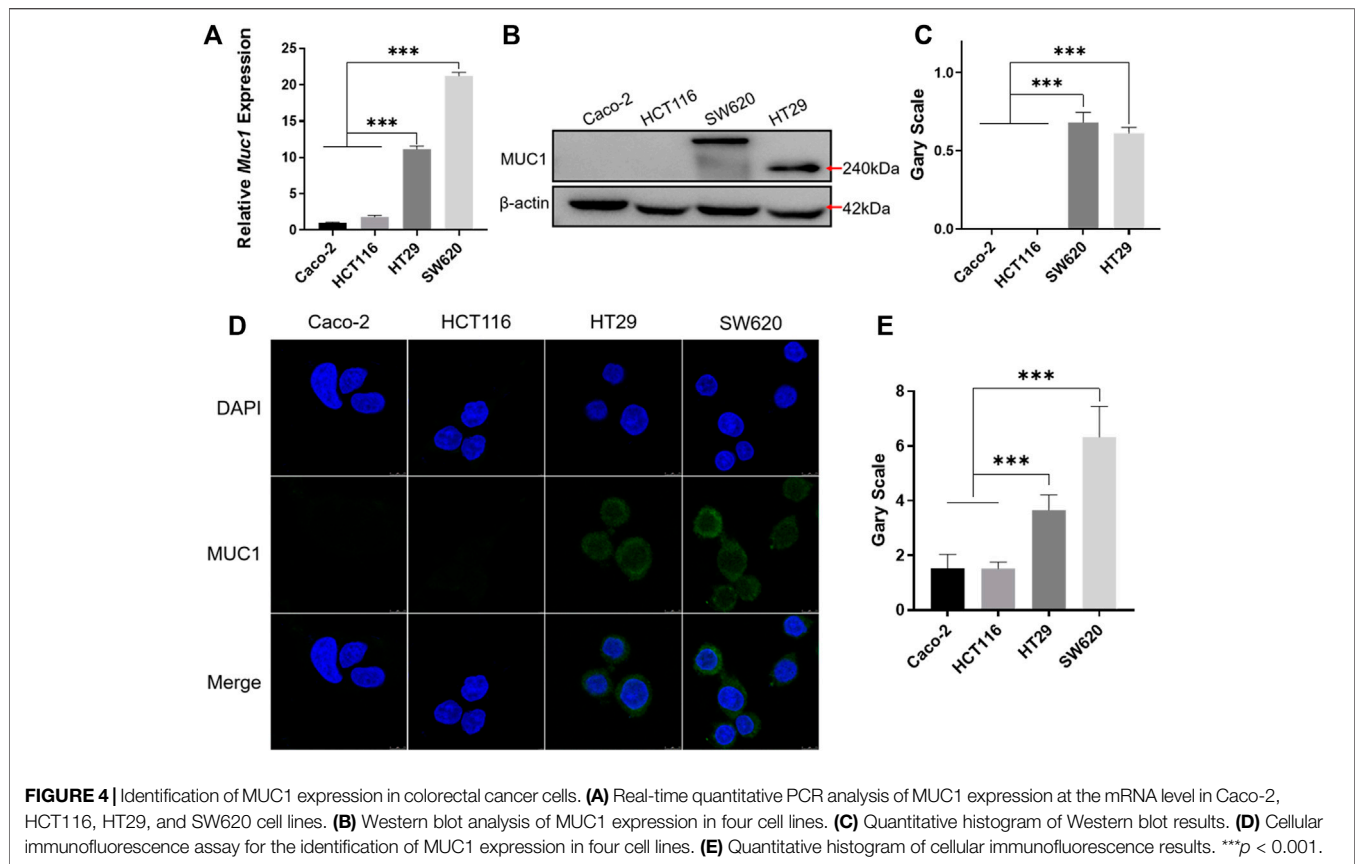 A
Relative Muc1 Expression
25
20
15
10
5
0
***
***
Caco-2
HCT116
HT29
SW620
B
Caco-2
HCT116
SW620
HT29
MUC1
240kDa
β-actin
42kDa
C
Gary Scale
1.0
0.5
0.0
***
***
Caco-2
HCT116
SW620
HT29
D
Caco-2 HCT116 HT29 SW620
DAPI
MUC1
Merge
E
Gary Scale
8
6
4
2
0
***
***
Caco-2
HCT116
HT29
SW620
FIGURE 4 | Identification of MUC1 expression in colorectal cancer cells. (A) Real-time quantitative PCR analysis of MUC1 expression at the mRNA level in Caco-2,
HCT116, HT29, and SW620 cell lines. (B) Western blot analysis of MUC1 expression in four cell lines. (C) Quantitative histogram of Western blot results. (D) Cellular
immunofluorescence assay for the identification of MUC1 expression in four cell lines. (E) Quantitative histogram of cellular immunofluorescence results. ***p < 0.001.